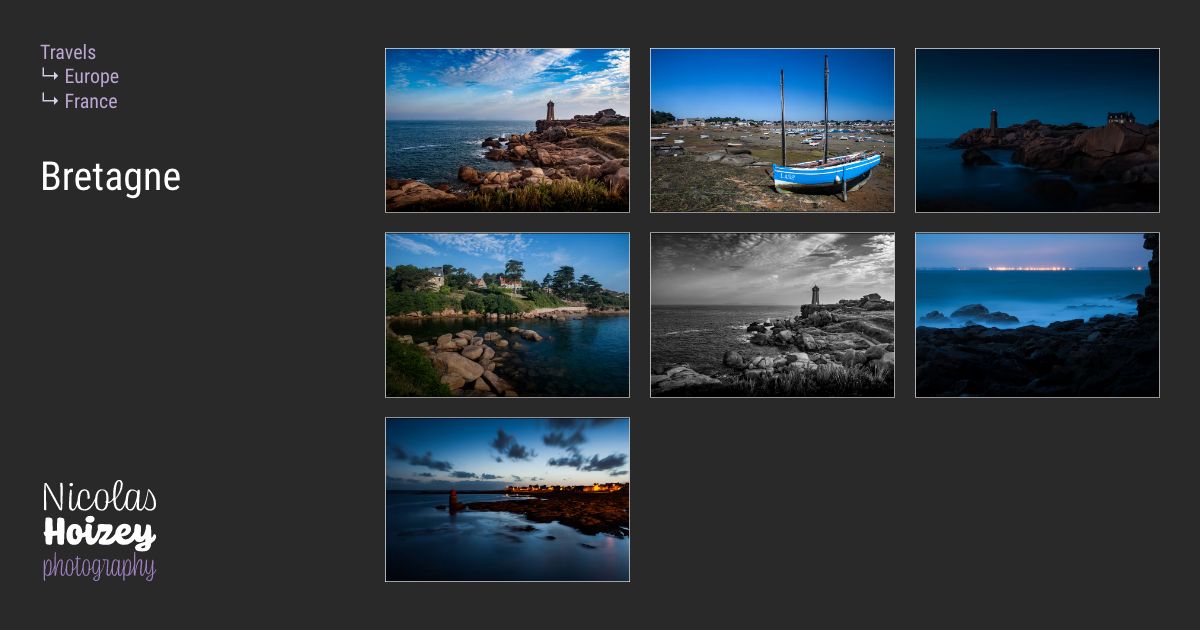 Travels
↳ Europe
↳ France
Bretagne
Nicolas
Hoizey
photography